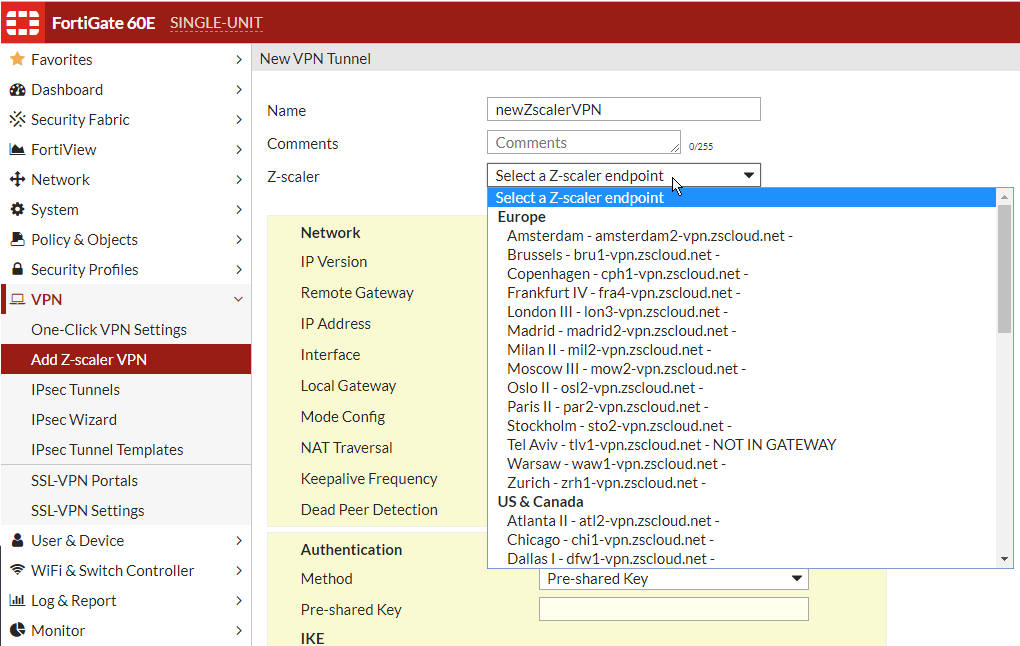 FortiGate 60E SINGLE-UNIT
Favorites
Dashboard
Security Fabric
FortiView
Network
System
Policy & Objects
Security Profiles
VPN
One-Click VPN Settings
Add Z-scaler VPN
IPsec Tunnels
IPsec Wizard
IPsec Tunnel Templates
SSL-VPN Portals
SSL-VPN Settings
User & Device
WiFi & Switch Controller
Log & Report
Monitor
New VPN Tunnel
Name newZscalerVPN
Comments Comments 0/255
Z-scaler Select a Z-scaler endpoint
Select a Z-scaler endpoint
Europe
Amsterdam - amsterdam2-vpn.zscloud.net -
Brussels - bru1-vpn.zscloud.net -
Copenhagen - cph1-vpn.zscloud.net -
Frankfurt IV - fra4-vpn.zscloud.net -
London III - lon3-vpn.zscloud.net -
Madrid - madrid2-vpn.zscloud.net -
Milan II - mil2-vpn.zscloud.net -
Moscow III - mow2-vpn.zscloud.net -
Oslo II - osl2-vpn.zscloud.net -
Paris II - par2-vpn.zscloud.net -
Stockholm - sto2-vpn.zscloud.net -
Tel Aviv - tlv1-vpn.zscloud.net - NOT IN GATEWAY
Warsaw - waw1-vpn.zscloud.net -
Zurich - zrh1-vpn.zscloud.net -
US & Canada
Atlanta II - atl2-vpn.zscloud.net -
Chicago - chi1-vpn.zscloud.net -
Dallas I - dfw1-vpn.zscloud.net -
Network
IP Version
Remote Gateway
IP Address
Interface
Local Gateway
Mode Config
NAT Traversal
Keepalive Frequency
Dead Peer Detection
Authentication
Method Pre-shared Key
Pre-shared Key
IKE